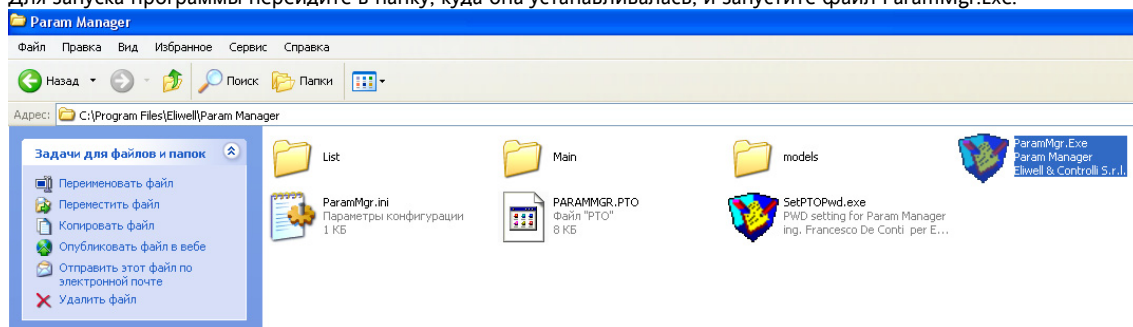 Для запуска программы перейдите в папку, куда она устанавливалась, и запустите файл ParamMgr.Exe.
Param Manager
Файл Правка Вид Избранное Сервис Справка
Назад Поиск Папки
Адрес: C:\Program Files\Eliwell\Param Manager
Задачи для файлов и папок
Переименовать файл
Переместить файл
Копировать файл
Опубликовать файл в вебе
Отправить этот файл по
электронной почте
Удалить файл
List
Main
models
ParamMgr.Exe
Param Manager
Eliwell & Controlli S.r.l.
ParamMgr.ini
Параметры конфигурации
1 КБ
PARAMMGR.PTO
Файл "PTO"
8 КБ
SetPTOPwd.exe
PWD setting for Param Manager
ing. Francesco De Conti per E...